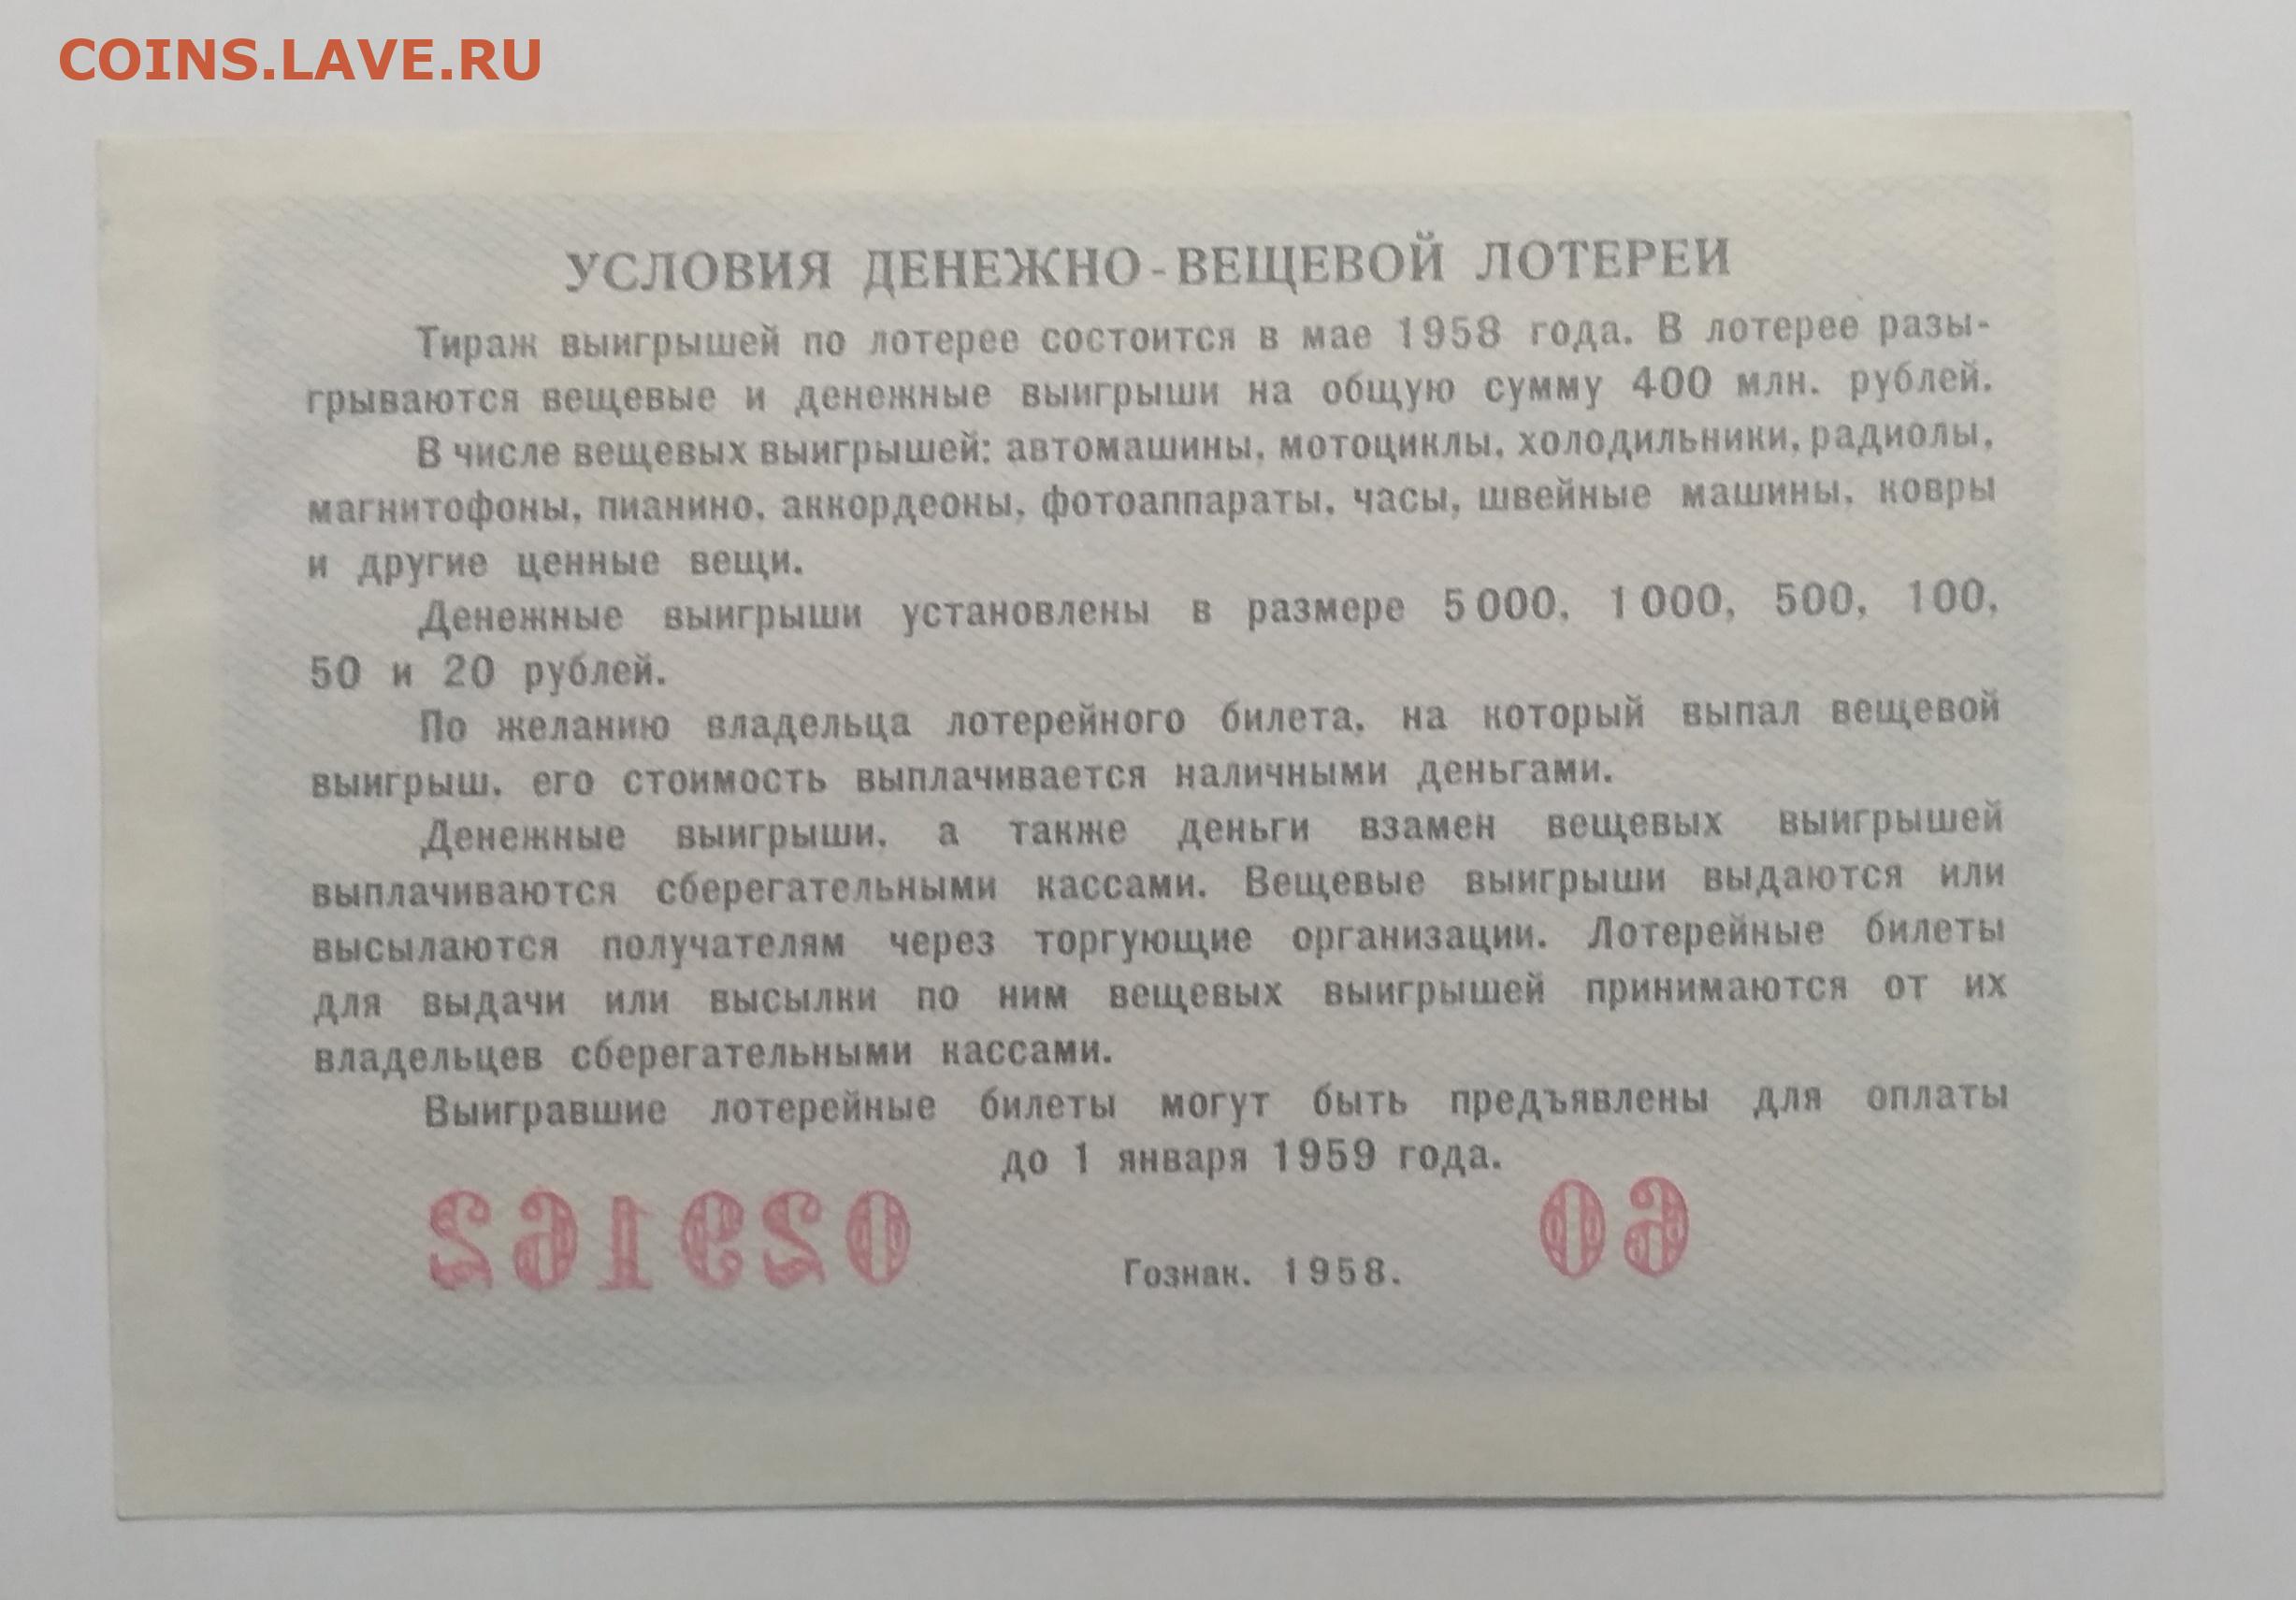 COINS.LAVE.RU
УСЛОВИЯ ДЕНЕЖНО-ВЕЩЕВОЙ ЛОТЕРЕИ
Тираж выигрышей по лотерее состоится в мае 1958 года. В лотерее разы-
грываются вещевые и денежные выигрыши на общую сумму 400 млн. рублей.
В числе вещевых выигрышей: автомашины, мотоциклы, холодильники, радиолы,
магнитофоны, пианино, аккордеоны, фотоаппараты, часы, швейные машины, ковры
и другие ценные вещи.
Денежные выигрыши установлены в размере 5 000, 1 000, 500, 100,
50 и 20 рублей.
По желанию владельца лотерейного билета, на который выпал вещевой
выигрыш, его стоимость выплачивается наличными деньгами.
Денежные выигрыши, а также деньги взамен вещевых выигрышей
выплачиваются сберегательными кассами. Вещевые выигрыши выдаются или
высылаются получателям через торгующие организации. Лотерейные билеты
для выдачи или высылки по ним вещевых выигрышей принимаются от их
владельцев сберегательными кассами.
Выигравшие лотерейные билеты могут быть предъявлены для оплаты
до 1 января 1959 года.
029162 60
Гознак. 1958.